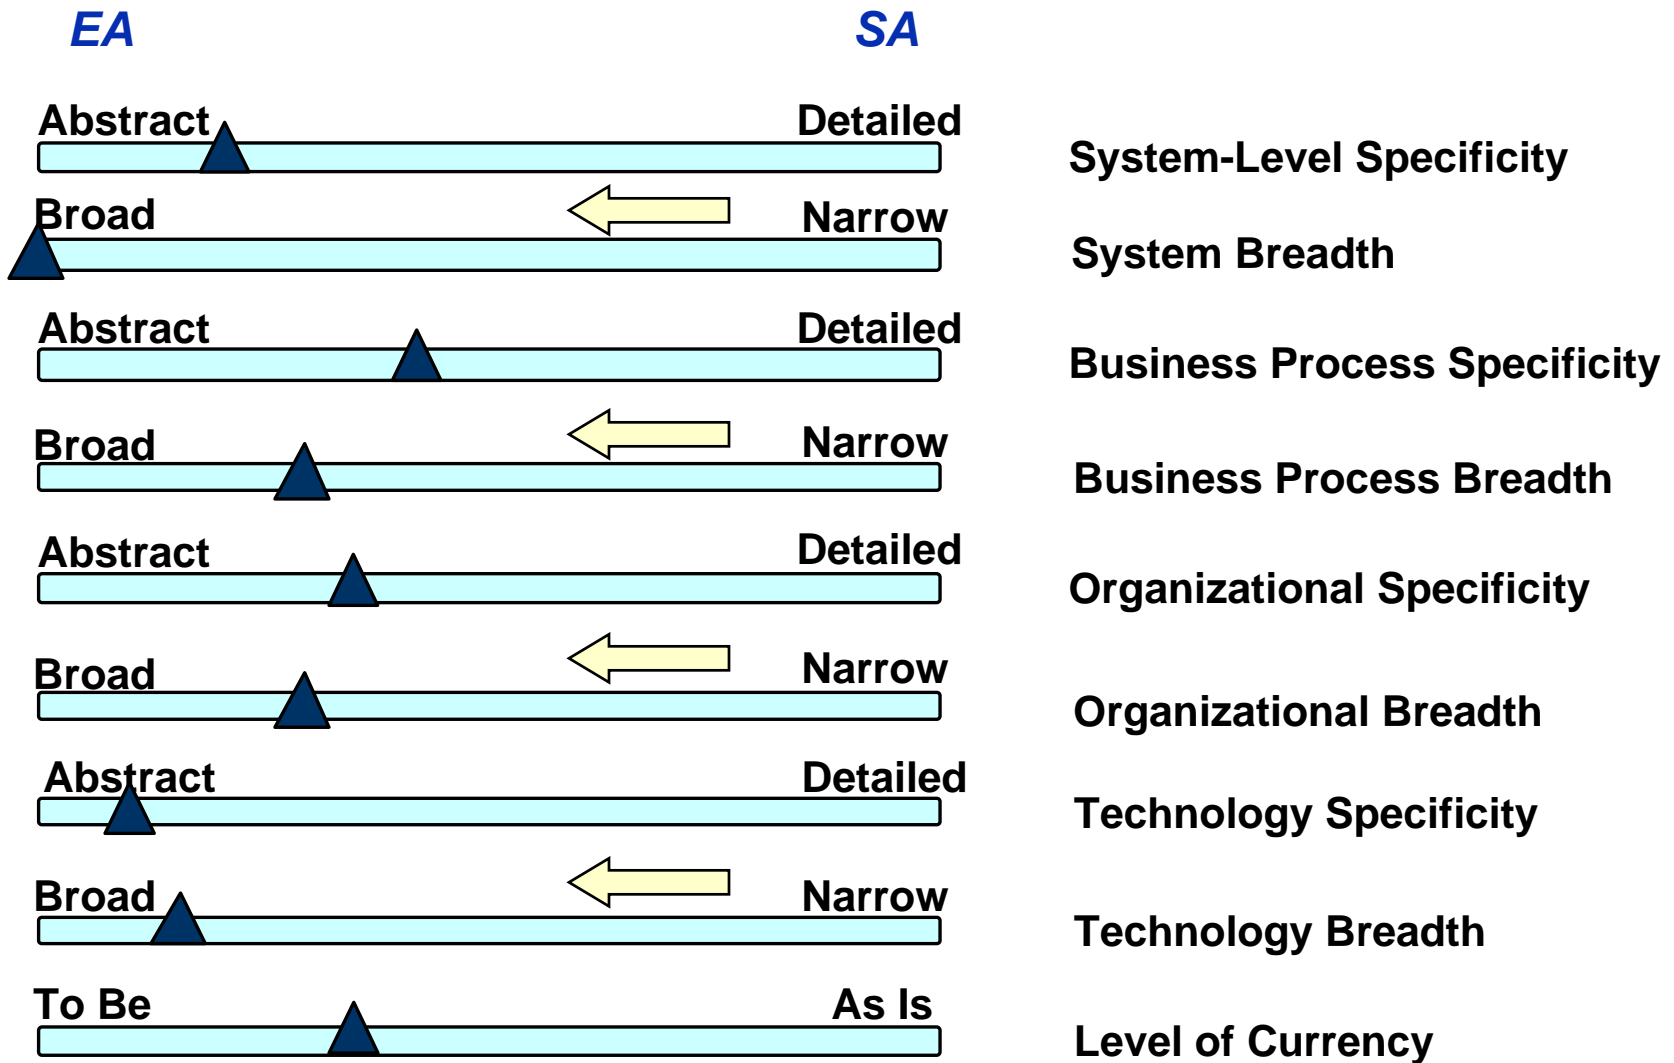 EA SA
Abstract Detailed
System-Level Specificity
Broad Narrow
System Breadth
Abstract Detailed
Business Process Specificity
Broad Narrow
Business Process Breadth
Abstract Detailed
Organizational Specificity
Broad Narrow
Organizational Breadth
Abstract Detailed
Technology Specificity
Broad Narrow
Technology Breadth
To Be As Is
Level of Currency